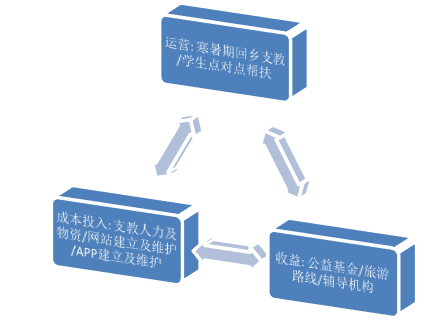 运营: 寒暑期回乡支教
/学生点对点帮扶
成本投入: 支教人力及
物资/网站建立及维护
/APP建立及维护
收益: 公益基金/旅游
路线/辅导机构